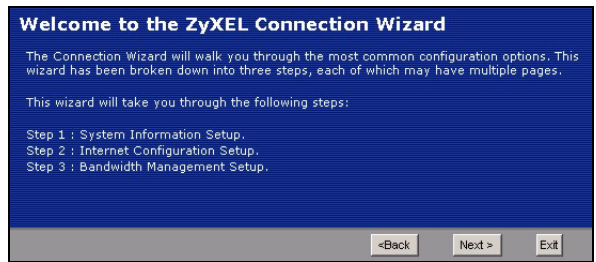 Welcome to the ZyXEL Connection Wizard
The Connection Wizard will walk you through the most common configuration options. This
wizard has been broken down into three steps, each of which may have multiple pages.
This wizard will take you through the following steps:
Step 1 : System Information Setup.
Step 2 : Internet Configuration Setup.
Step 3 : Bandwidth Management Setup.
<Back Next > Exit